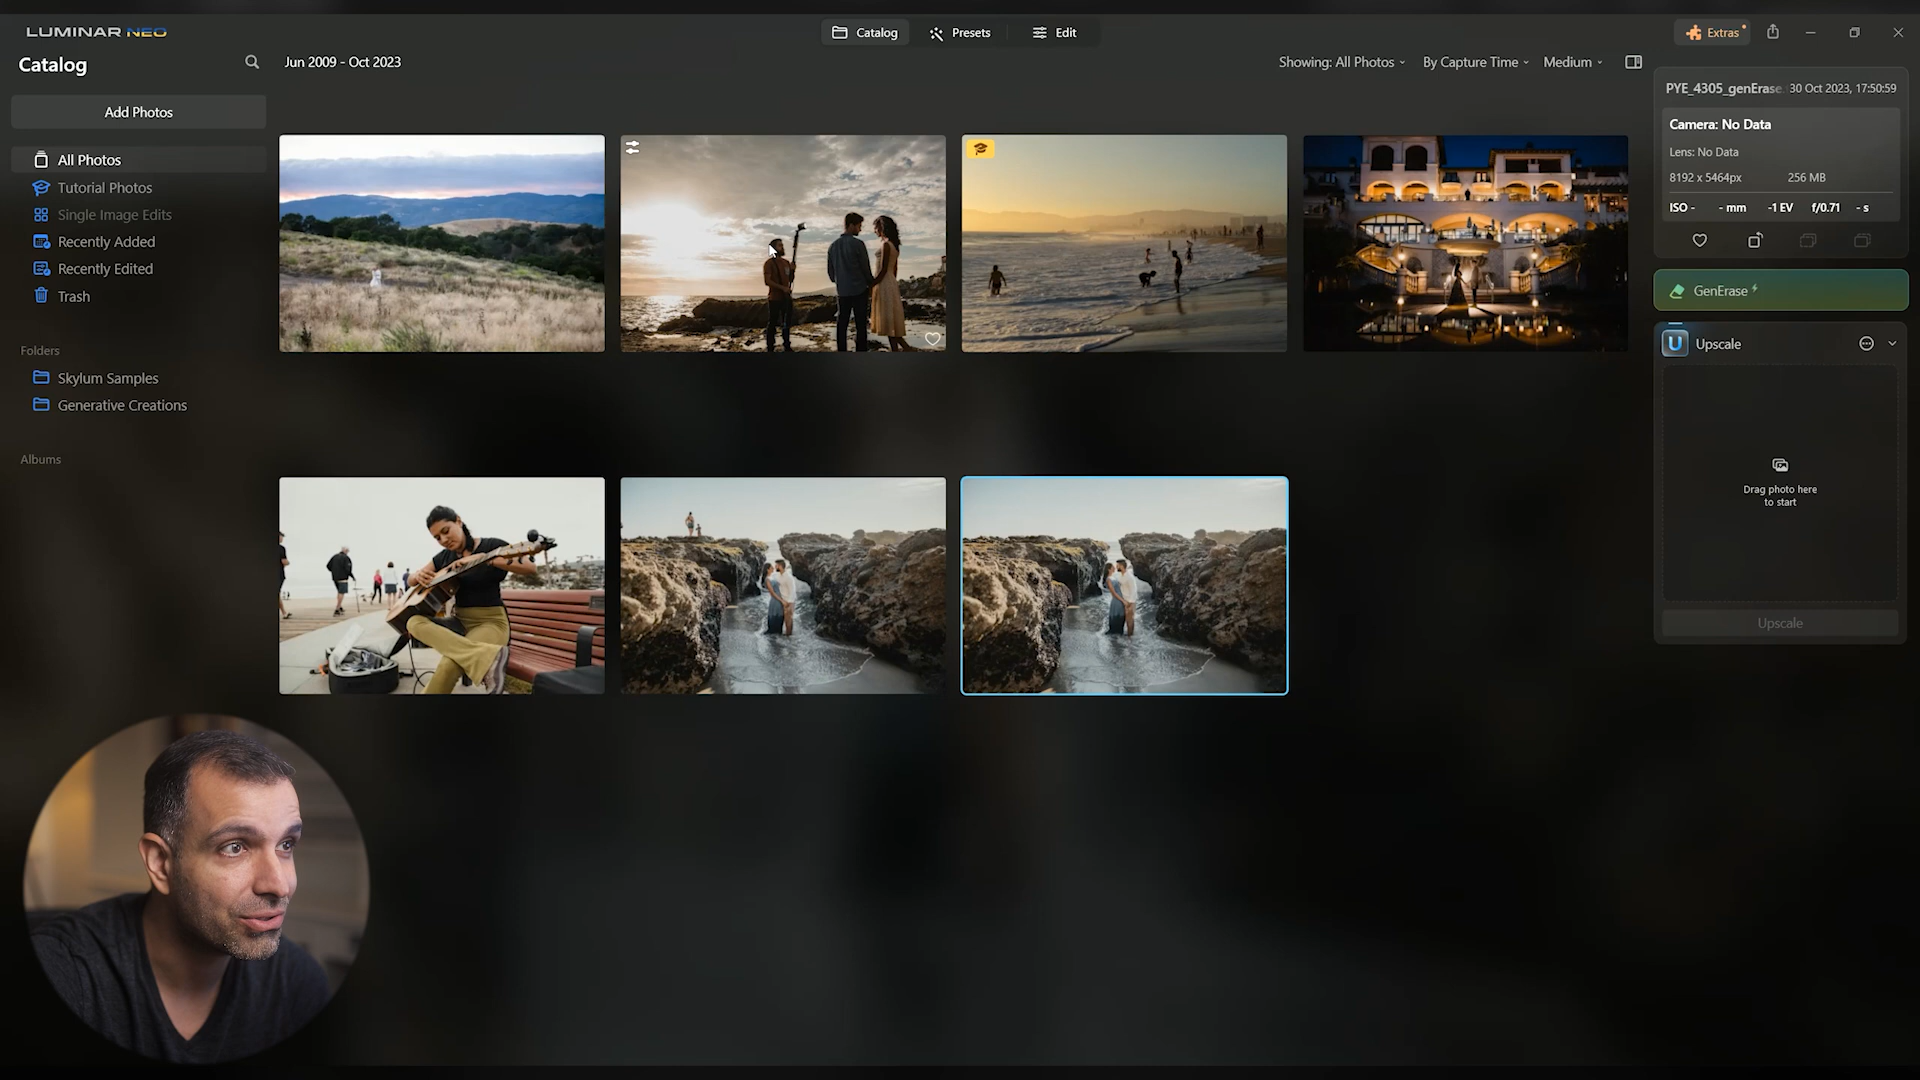 LUMINAR NEO
Catalog
Presets
Edit
Extras
Catalog
Jun 2009 - Oct 2023
Showing: All Photos
By Capture Time
Medium
Add Photos
All Photos
Tutorial Photos
Single Image Edits
Recently Added
Recently Edited
Trash
Folders
Skylum Samples
Generative Creations
Albums
PYE_4305_genErase. 30 Oct 2023, 17:50:59
Camera: No Data
Lens: No Data
8192 x 5464px 256 MB
ISO - - mm -1 EV f/0.71 - s
GenErase
U Upscale
Drag photo here
to start
Upscale